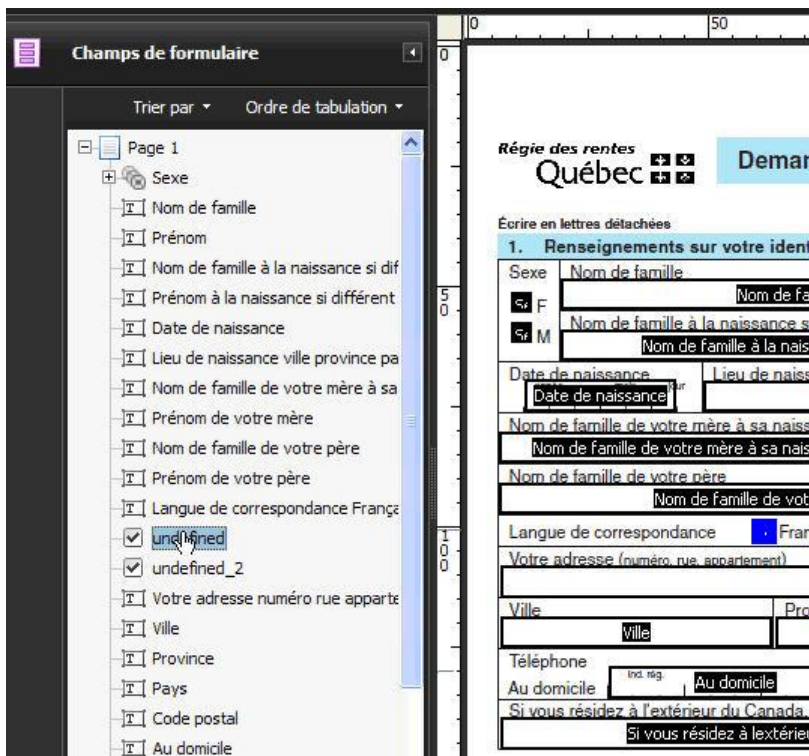 Champs de formulaire
Trier par
Ordre de tabulation
Page 1
Sexe
Nom de famille
Prénom
Nom de famille à la naissance si dif
Prénom à la naissance si différent
Date de naissance
Lieu de naissance ville province pa
Nom de famille de votre mère à sa
Prénom de votre mère
Nom de famille de votre père
Prénom de votre père
Langue de correspondance França
undefined
undefined_2
Votre adresse numéro rue apparte
Ville
Province
Pays
Code postal
Au domicile
0
50
0
50
100
Régie des rentes
Québec
Deman
Écrire en lettres détachées
1. Renseignements sur votre ident
Sexe
Nom de famille
F
Nom de fa
M
Nom de famille à la naissance s
Nom de famille à la nais
Date de naissance
Lieu de naiss
Date de naissance
Nom de famille de votre mère à sa naiss
Nom de famille de votre mère à sa nais
Nom de famille de votre père
Nom de famille de vot
Langue de correspondance
Fran
Votre adresse (numéro, rue, appartement)
Ville
Pro
Ville
Téléphone
Au domicile
ind. rég.
Au domicile
Si vous résidez à l'extérieur du Canada,
Si vous résidez à lextérieu